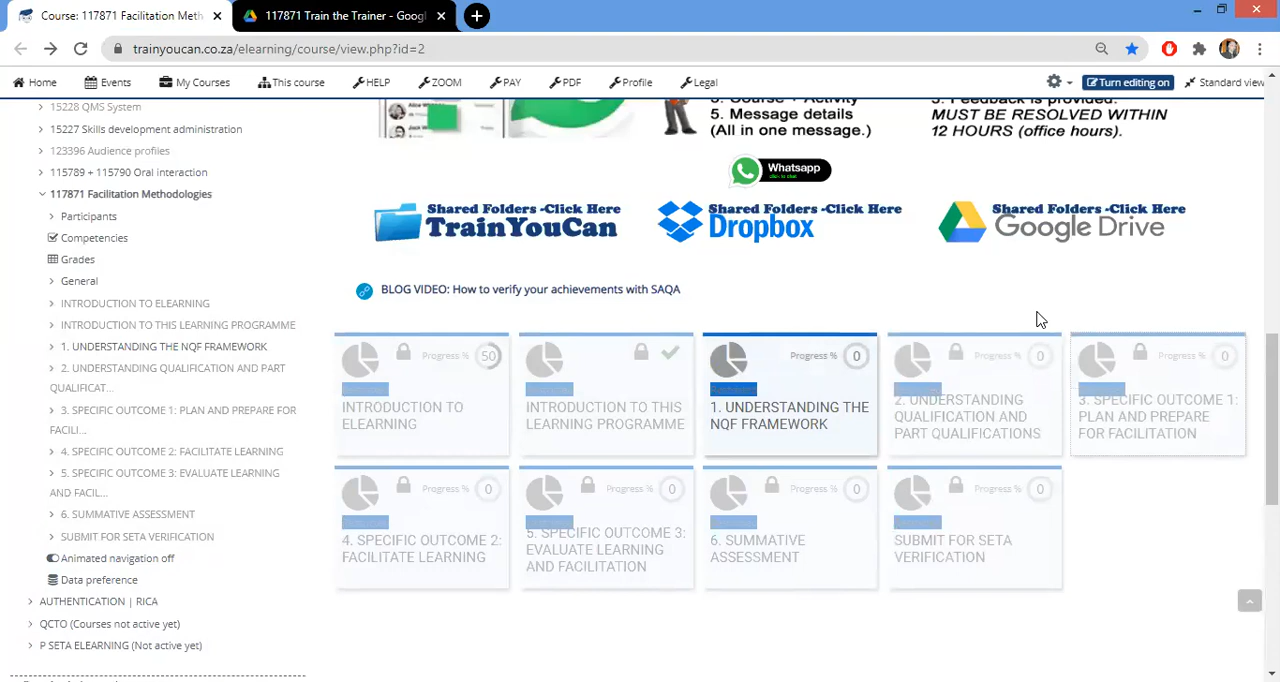 Course: 117871 Facilitation Meth
117871 Train the Trainer - Googl
trainyoucan.co.za/elearning/course/view.php?id=2
Home
Events
My Courses
This course
HELP
ZOOM
PAY
PDF
Profile
Legal
Turn editing on
Standard view
15228 QMS System
15227 Skills development administration
123396 Audience profiles
115789 + 115790 Oral interaction
117871 Facilitation Methodologies
Participants
Competencies
Grades
General
INTRODUCTION TO ELEARNING
INTRODUCTION TO THIS LEARNING PROGRAMME
1. UNDERSTANDING THE NQF FRAMEWORK
2. UNDERSTANDING QUALIFICATION AND PART
QUALIFICAT...
3. SPECIFIC OUTCOME 1: PLAN AND PREPARE FOR
FACILI...
4. SPECIFIC OUTCOME 2: FACILITATE LEARNING
5. SPECIFIC OUTCOME 3: EVALUATE LEARNING
AND FACILIT...
6. SUMMATIVE ASSESSMENT
SUBMIT FOR SETA VERIFICATION
Animated navigation off
Data preference
AUTHENTICATION | RICA
QCTO (Courses not active yet)
P SETA ELEARNING (Not active yet)
5. Message details
(All in one message.)
MUST BE RESOLVED WITHIN
12 HOURS (office hours).
Whatsapp
click to chat
Shared Folders -Click Here
TrainYouCan
Shared Folders -Click Here
Dropbox
Shared Folders -Click Here
Google Drive
BLOG VIDEO: How to verify your achievements with SAQA
Progress % 50
INTRODUCTION TO
ELEARNING
INTRODUCTION TO THIS
LEARNING PROGRAMME
Progress % 0
1. UNDERSTANDING THE
NQF FRAMEWORK
Progress % 0
2. UNDERSTANDING
QUALIFICATION AND
PART QUALIFICATIONS
Progress % 0
3. SPECIFIC OUTCOME 1:
PLAN AND PREPARE
FOR FACILITATION
Progress % 0
4. SPECIFIC OUTCOME 2:
FACILITATE LEARNING
Progress % 0
5. SPECIFIC OUTCOME 3:
EVALUATE LEARNING
AND FACILITATION
Progress % 0
6. SUMMATIVE
ASSESSMENT
Progress % 0
SUBMIT FOR SETA
VERIFICATION